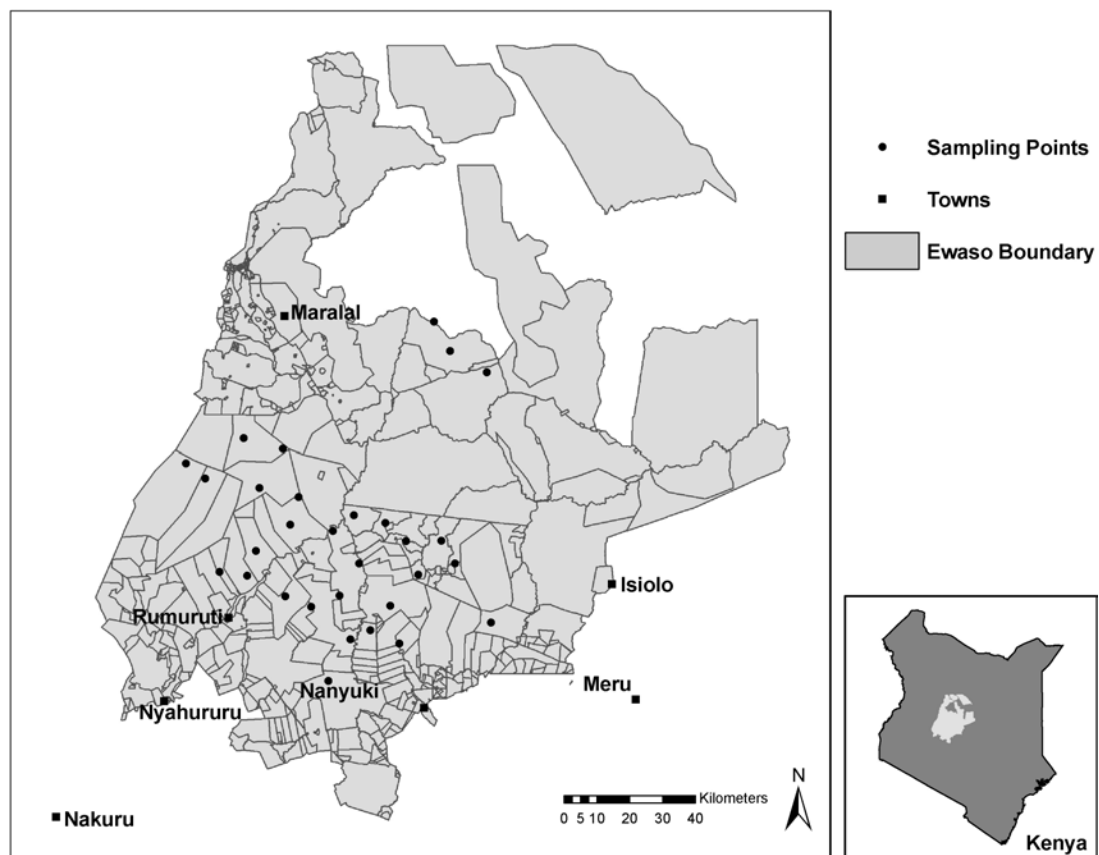 Sampling Points
Towns
Ewaso Boundary
Maralal
Isiolo
Rumuruti
Nanyuki
Meru
Nyahururu
Nakuru
Kilometers
0 5 10 20 30 40
N
Kenya